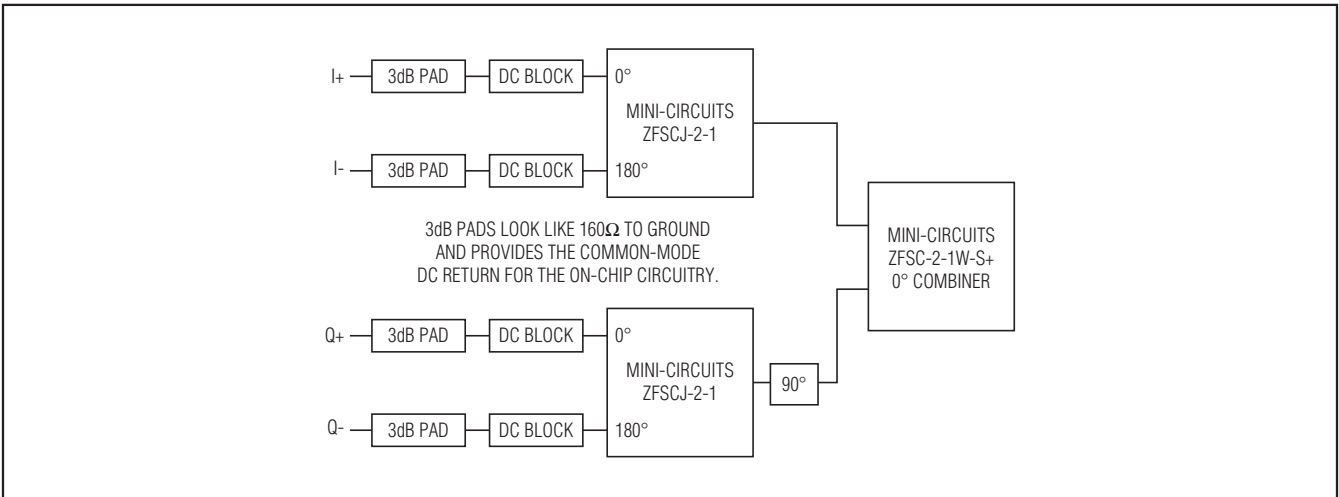 I+
3dB PAD
DC BLOCK
0°
MINI-CIRCUITS
ZFSCJ-2-1
I-
3dB PAD
DC BLOCK
180°
3dB PADS LOOK LIKE 160Ω TO GROUND
AND PROVIDES THE COMMON-MODE
DC RETURN FOR THE ON-CHIP CIRCUITRY.
MINI-CIRCUITS
ZFSC-2-1W-S+
0° COMBINER
Q+
3dB PAD
DC BLOCK
0°
MINI-CIRCUITS
ZFSCJ-2-1
90°
Q-
3dB PAD
DC BLOCK
180°